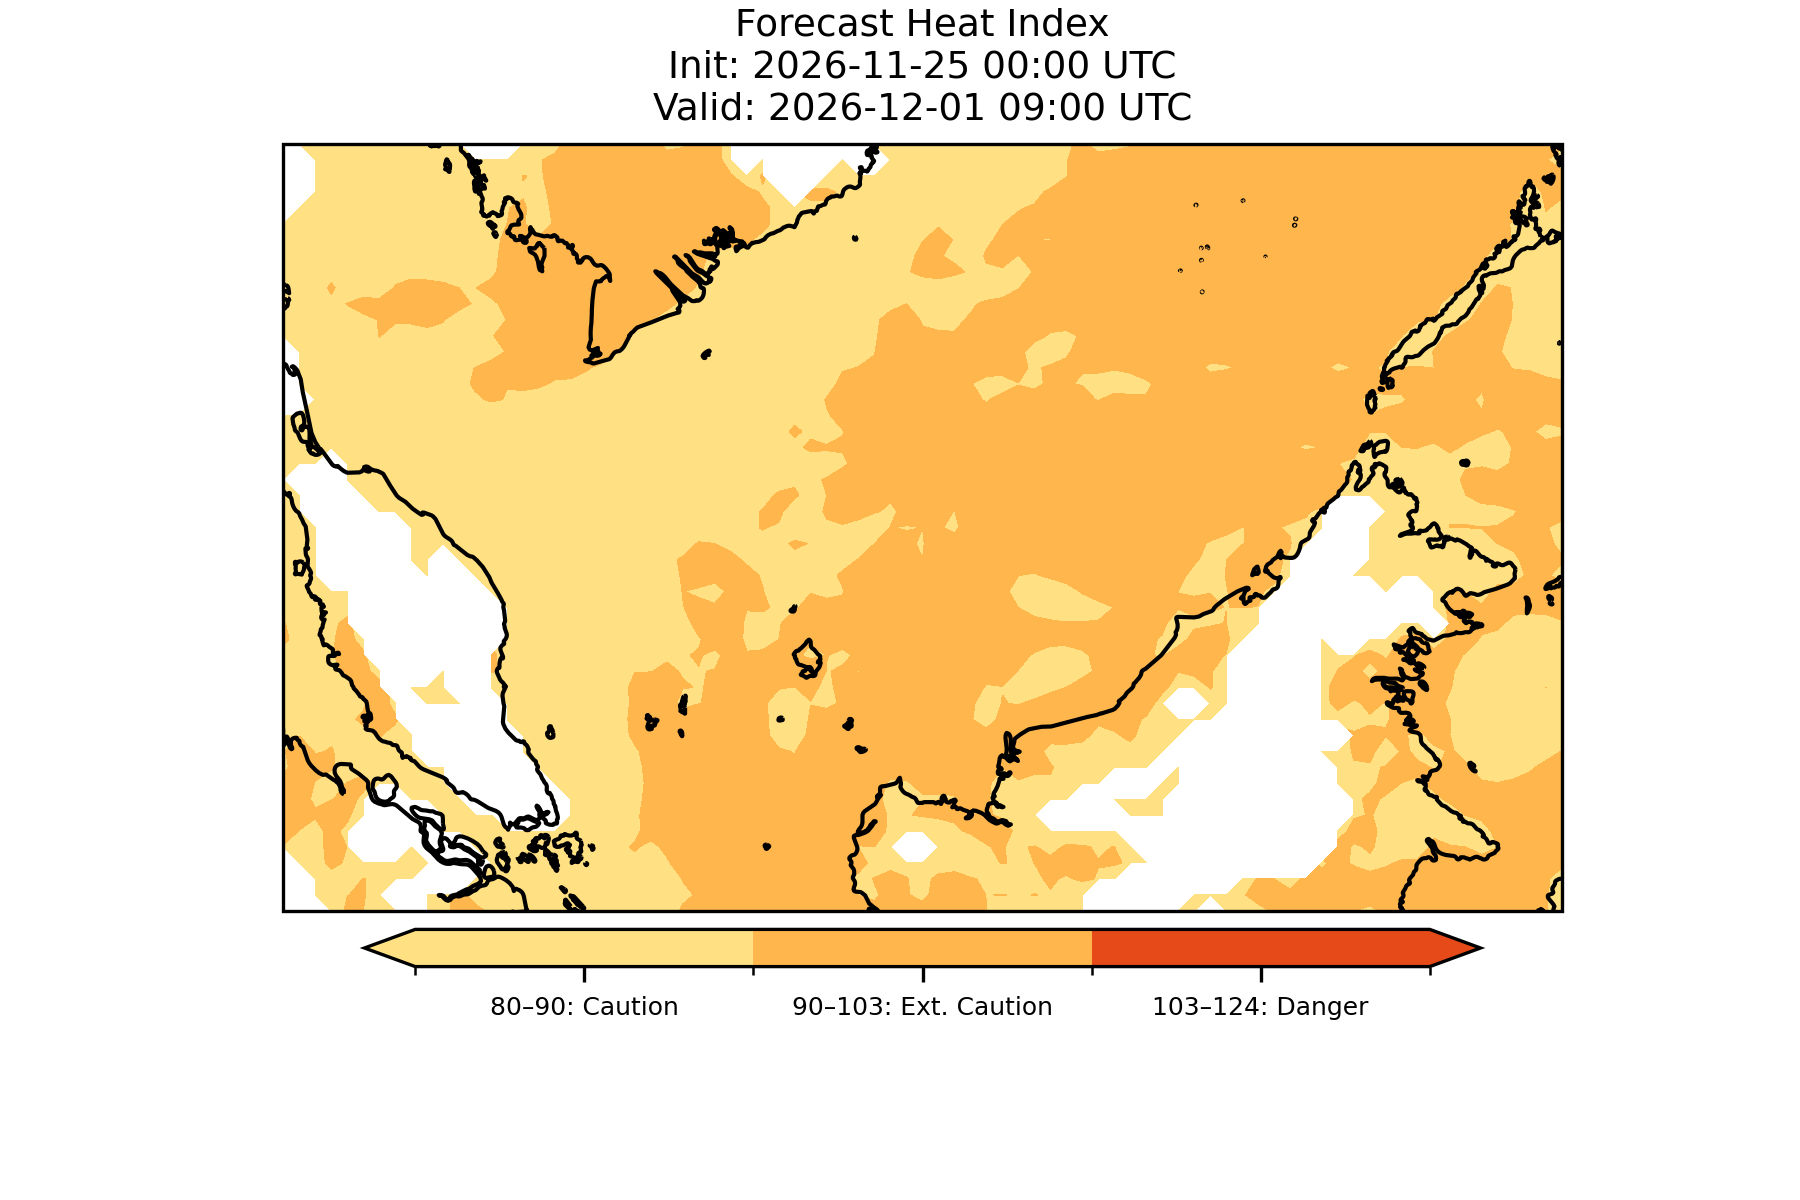 Forecast Heat Index
Init: 2026-11-25 00:00 UTC
Valid: 2026-12-01 09:00 UTC
80–90: Caution
90–103: Ext. Caution
103–124: Danger